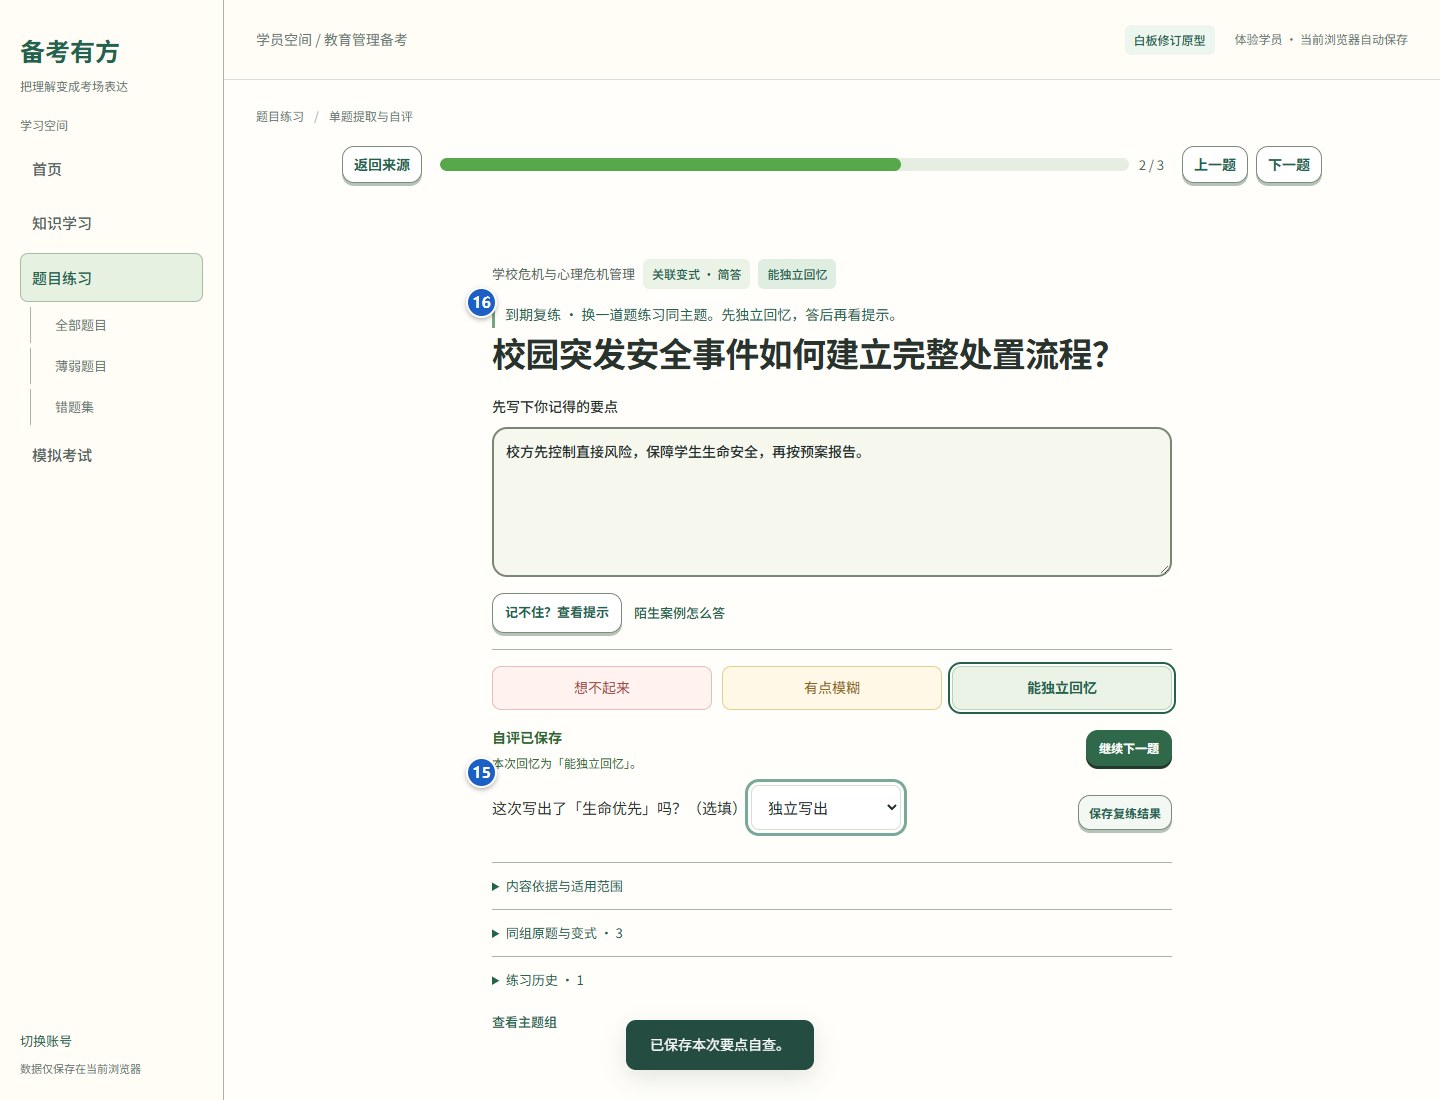 备考有方
把理解变成考场表达
学习空间
首页
知识学习
题目练习
全部题目
薄弱题目
错题集
模拟考试
切换账号
数据仅保存在当前浏览器
学员空间 / 教育管理备考
白板修订原型
体验学员 · 当前浏览器自动保存
题目练习 / 单题提取与自评
返回来源
2 / 3
上一题
下一题
学校危机与心理危机管理
关联变式 · 简答
能独立回忆
16
到期复练 · 换一道题练习同主题。先独立回忆，答后再看提示。
校园突发安全事件如何建立完整处置流程？
先写下你记得的要点
校方先控制直接风险，保障学生生命安全，再按预案报告。
记不住？查看提示
陌生案例怎么答
想不起来
有点模糊
能独立回忆
自评已保存
本次回忆为「能独立回忆」。
继续下一题
15
这次写出了「生命优先」吗？（选填）
独立写出
保存复练结果
内容依据与适用范围
同组原题与变式 · 3
练习历史 · 1
查看主题组
已保存本次要点自查。